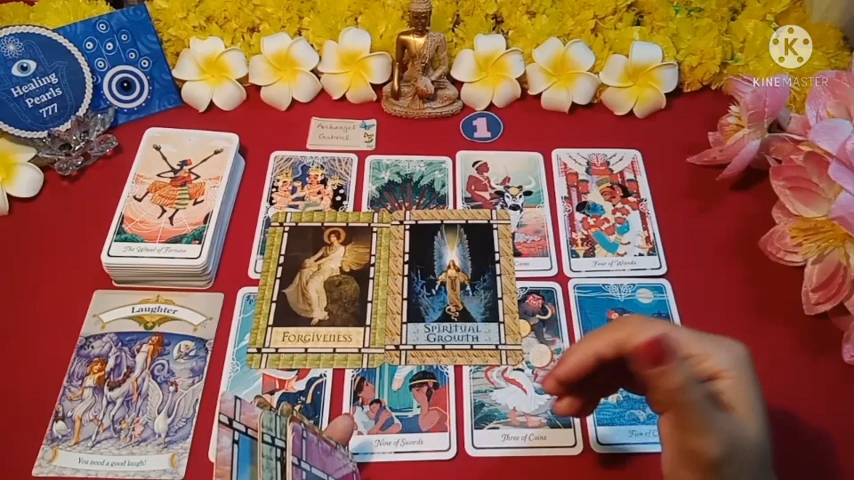 Healing
Pearls
777
K
KINEMASTER
Archangel
Gabriel
1
The Wheel of Fortune
Four of Wands
FORGIVENESS
SPIRITUAL
GROWTH
Laughter
You need a good laugh!
Nine of Swords
Three of Coins